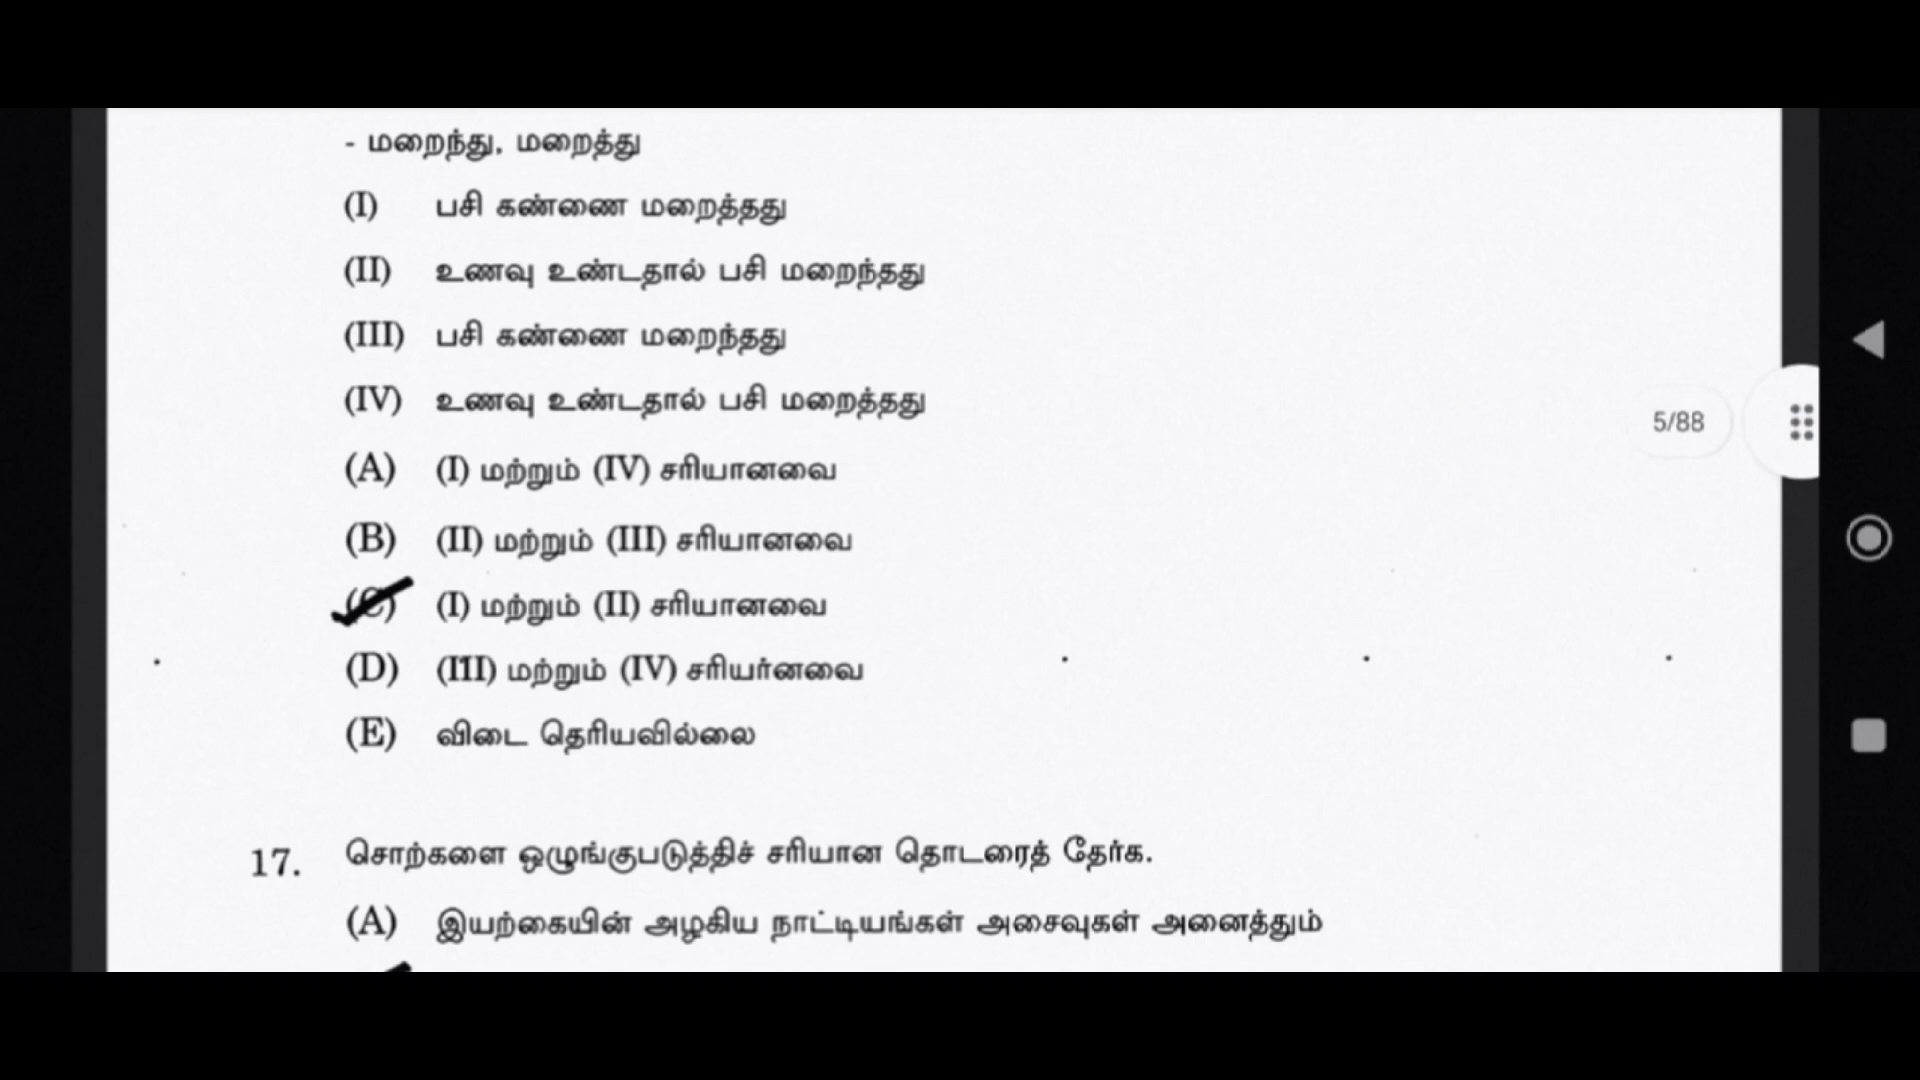 - மறைந்து, மறைத்து
(I) பசி கண்ணை மறைத்தது
(II) உணவு உண்டதால் பசி மறைந்தது
(III) பசி கண்ணை மறைந்தது
(IV) உணவு உண்டதால் பசி மறைத்தது
(A) (I) மற்றும் (IV) சரியானவை
(B) (II) மற்றும் (III) சரியானவை
(C) (I) மற்றும் (II) சரியானவை
(D) (III) மற்றும் (IV) சரியர்னவை
(E) விடை தெரியவில்லை
5/88
17. சொற்களை ஒழுங்குபடுத்திச் சரியான தொடரைத் தேர்க.
(A) இயற்கையின் அழகிய நாட்டியங்கள் அசைவுகள் அனைத்தும்